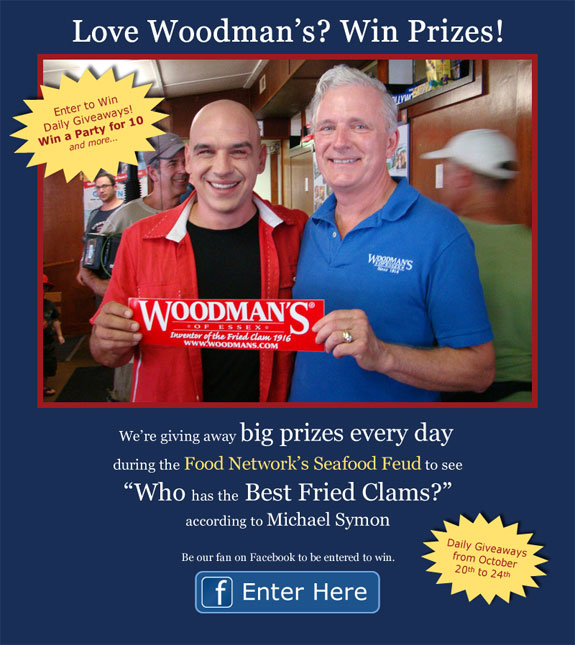 Love Woodman's? Win Prizes!
Enter to Win
Daily Giveaways!
Win a Party for 10
and more...
WOODMAN'S
Since 1914
WOODMAN'S®
OF ESSEX
Inventor of the Fried Clam 1916
WWW.WOODMANS.COM
We're giving away big prizes every day
during the Food Network's Seafood Feud to see
“Who has the Best Fried Clams?”
according to Michael Symon
Daily Giveaways
from October
20th to 24th
Be our fan on Facebook to be entered to win.
f Enter Here